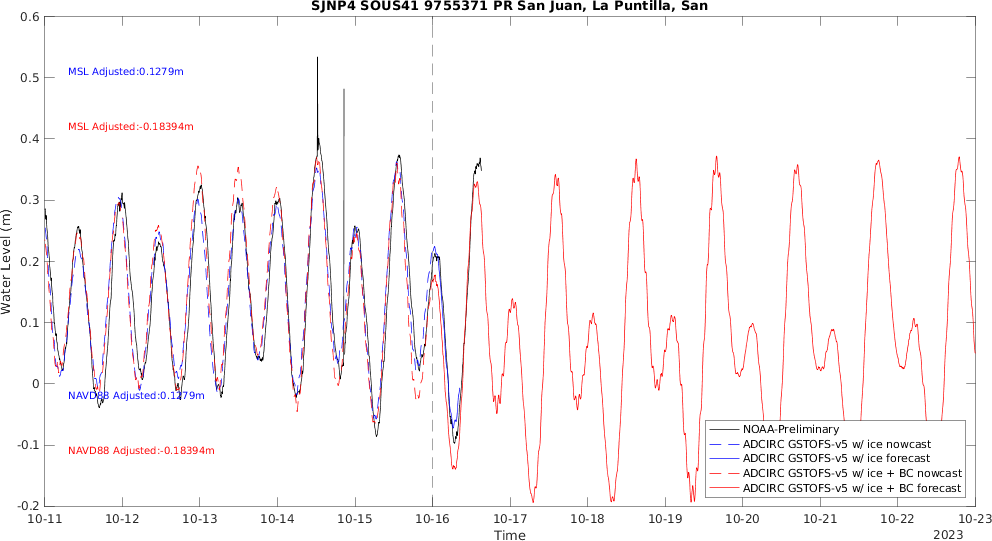 SJNP4 SOUS41 9755371 PR San Juan, La Puntilla, San
0.6
0.5
0.4
0.3
0.2
0.1
0
-0.1
-0.2
Water Level (m)
MSL Adjusted:0.1279m
MSL Adjusted:-0.18394m
NAVD88 Adjusted:0.1279m
NAVD88 Adjusted:-0.18394m
NOAA-Preliminary
ADCIRC GSTOFS-v5 w/ ice nowcast
ADCIRC GSTOFS-v5 w/ ice forecast
ADCIRC GSTOFS-v5 w/ ice + BC nowcast
ADCIRC GSTOFS-v5 w/ ice + BC forecast
10-11 10-12 10-13 10-14 10-15 10-16 10-17 10-18 10-19 10-20 10-21 10-22 10-23
Time
2023